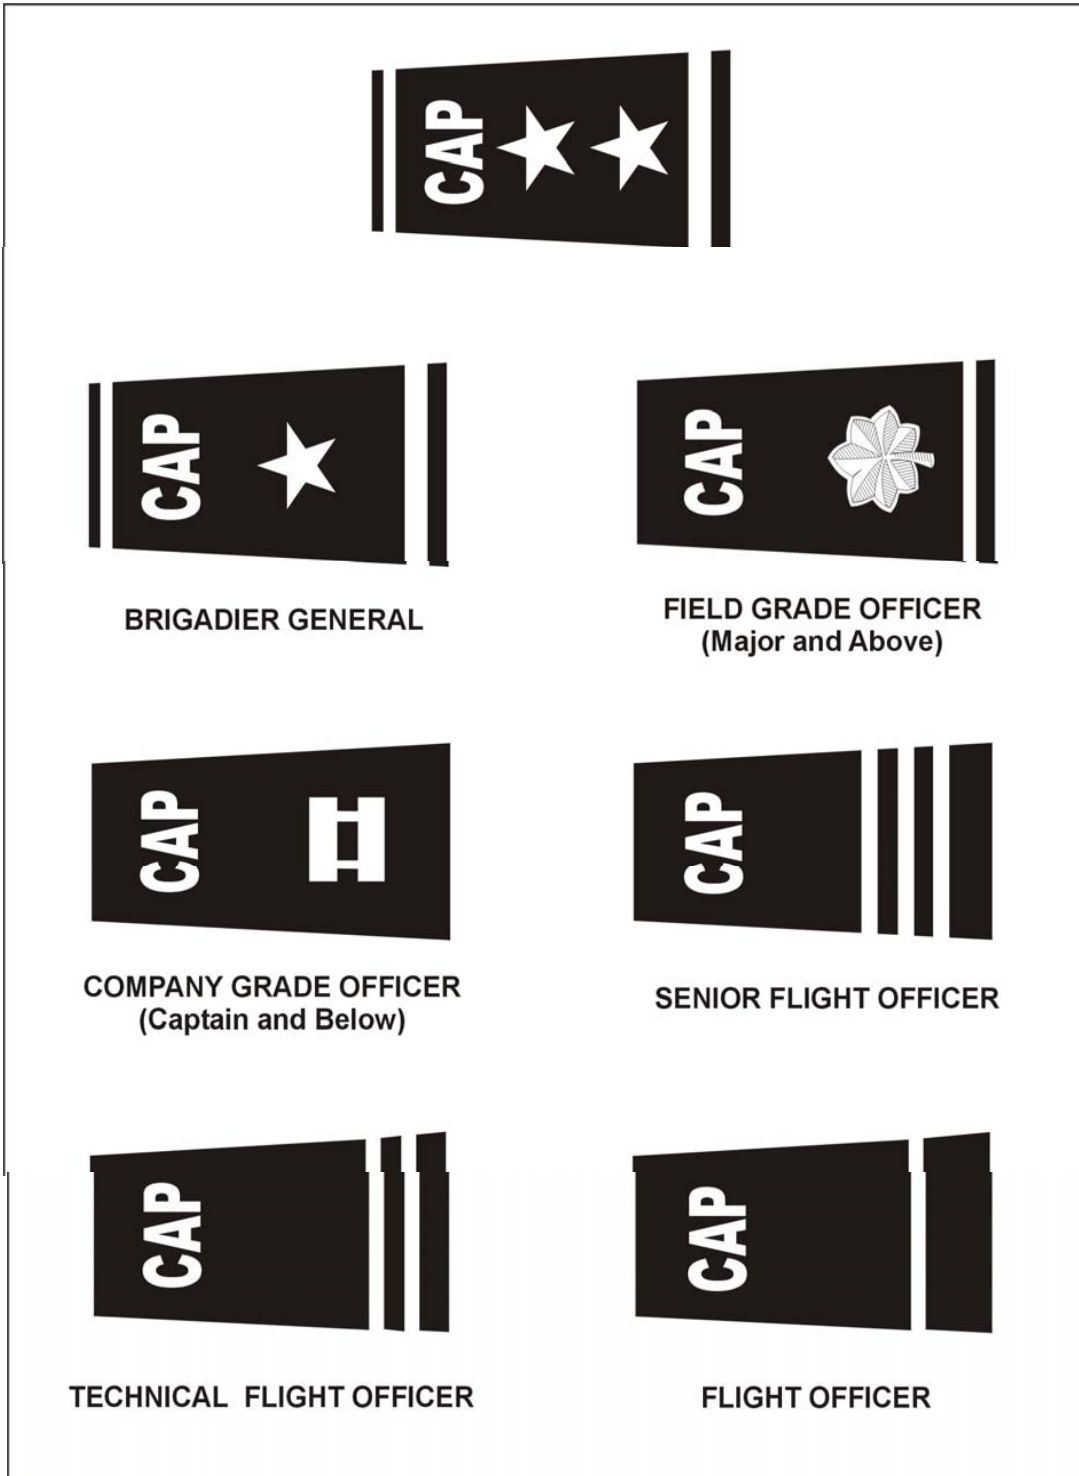 CAP
CAP
CAP
BRIGADIER GENERAL
FIELD GRADE OFFICER
(Major and Above)
CAP
CAP
COMPANY GRADE OFFICER
(Captain and Below)
SENIOR FLIGHT OFFICER
CAP
CAP
TECHNICAL FLIGHT OFFICER
FLIGHT OFFICER